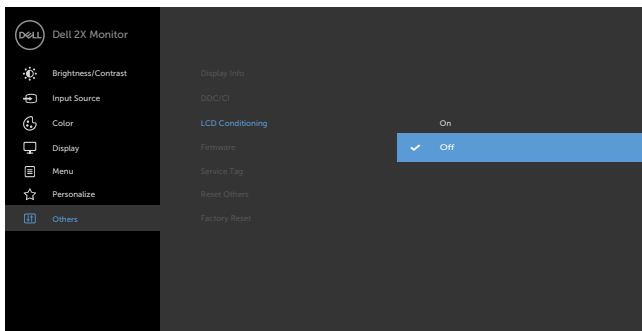 DELL Dell 2X Monitor
Brightness/Contrast
Input Source
Color
Display
Menu
Personalize
Others
Display Info
DDC/CI
LCD Conditioning
Firmware
Service Tag
Reset Others
Factory Reset
On
Off